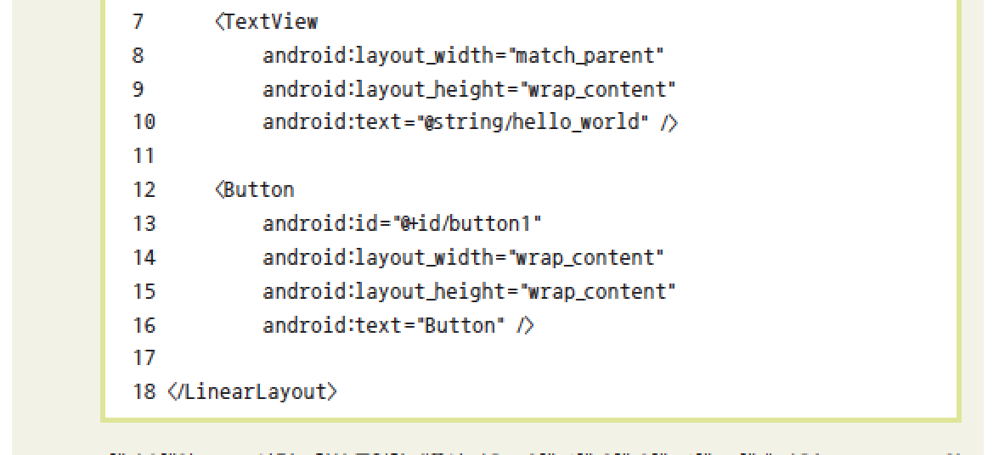 7 <TextView
8 android:layout_width="match_parent"
9 android:layout_height="wrap_content"
10 android:text="@string/hello_world" />
11
12 <Button
13 android:id="@+id/button1"
14 android:layout_width="wrap_content"
15 android:layout_height="wrap_content"
16 android:text="Button" />
17
18 </LinearLayout>